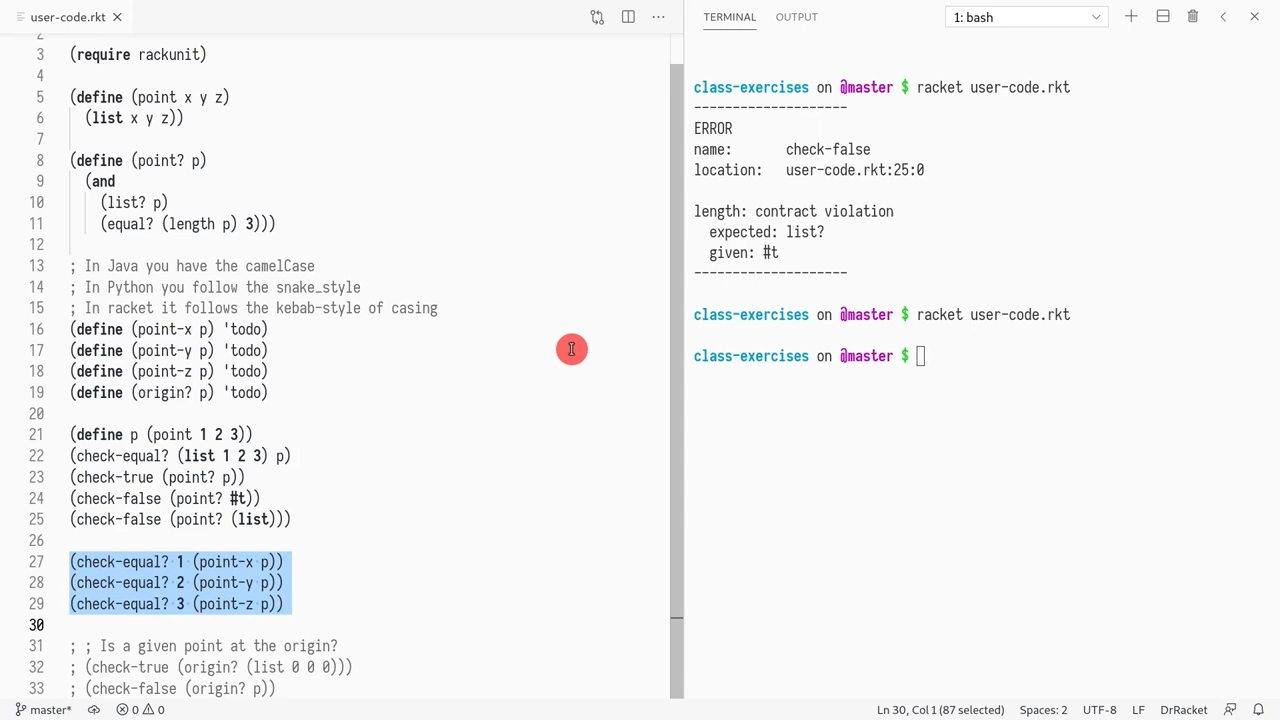 user-code.rkt
TERMINAL OUTPUT 1: bash
2
3 (require rackunit)
4
5 (define (point x y z)
6 (list x y z))
7
8 (define (point? p)
9 (and
10 (list? p)
11 (equal? (length p) 3)))
12
13 ; In Java you have the camelCase
14 ; In Python you follow the snake_style
15 ; In racket it follows the kebab-style of casing
16 (define (point-x p) 'todo)
17 (define (point-y p) 'todo)
18 (define (point-z p) 'todo)
19 (define (origin? p) 'todo)
20
21 (define p (point 1 2 3))
22 (check-equal? (list 1 2 3) p)
23 (check-true (point? p))
24 (check-false (point? #t))
25 (check-false (point? (list)))
26
27 (check-equal? 1 (point-x p))
28 (check-equal? 2 (point-y p))
29 (check-equal? 3 (point-z p))
30
31 ; ; Is a given point at the origin?
32 ; (check-true (origin? (list 0 0 0)))
33 ; (check-false (origin? p))
class-exercises on @master $ racket user-code.rkt
--------------------
ERROR
name: check-false
location: user-code.rkt:25:0
length: contract violation
expected: list?
given: #t
--------------------
class-exercises on @master $ racket user-code.rkt
class-exercises on @master $
master* 0 0 Ln 30, Col 1 (87 selected) Spaces: 2 UTF-8 LF DrRacket